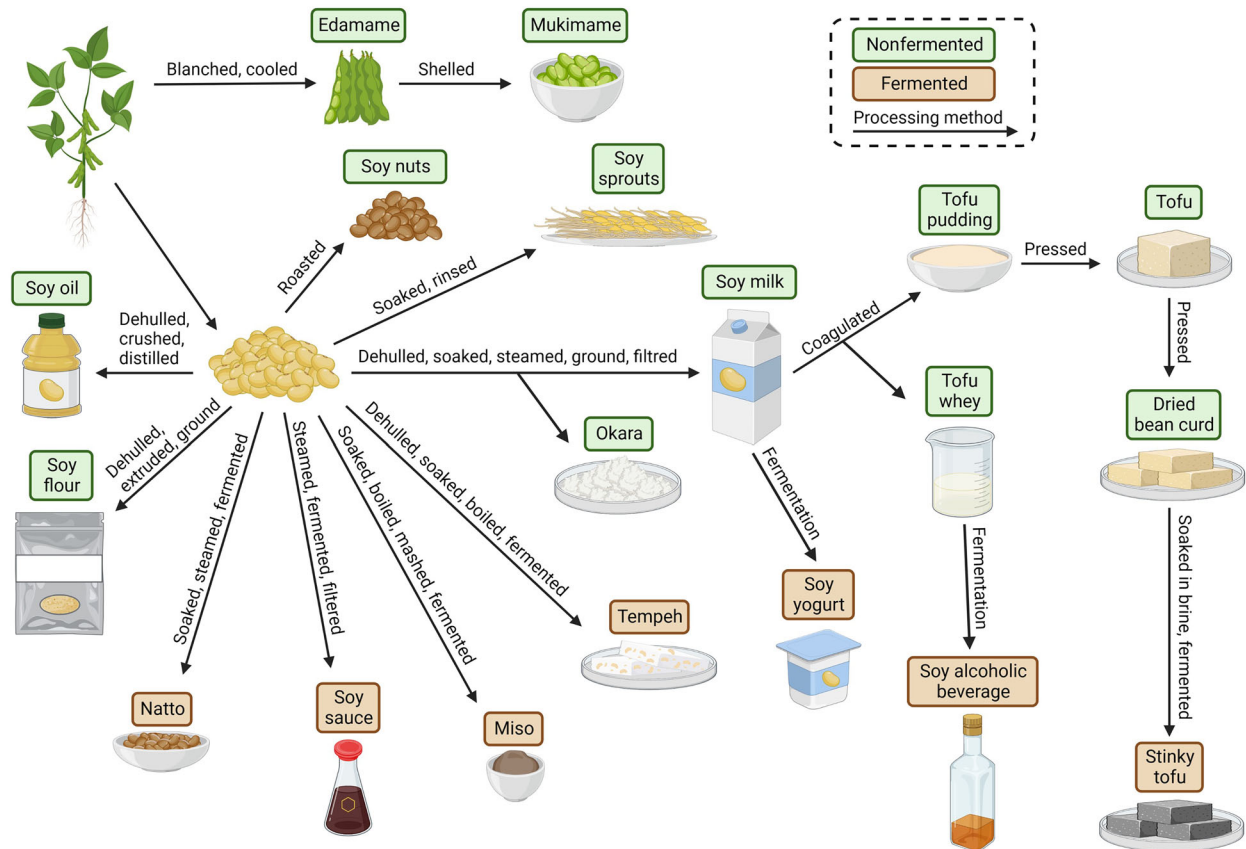 Edamame
Mukimame
Nonfermented
Fermented
Processing method
Blanched, cooled
Shelled
Soy nuts
Soy
sprouts
Tofu
pudding
Tofu
Pressed
Roasted
Soaked, rinsed
Soy oil
Soy milk
Dehulled,
crushed,
distilled
Dehulled, soaked, steamed, ground, filtred
Coagulated
Pressed
Tofu
whey
Dried
bean curd
Okara
Soy
flour
Dehulled,
extruded, ground
Soaked, steamed, fermented
Steamed, fermented, filtered
Soaked, boiled, mashed, fermented
Dehulled, soaked, boiled, fermented
Fermentation
Fermentation
Soaked in brine, fermented
Soy
yogurt
Tempeh
Soy alcoholic
beverage
Natto
Soy
sauce
Miso
Stinky
tofu